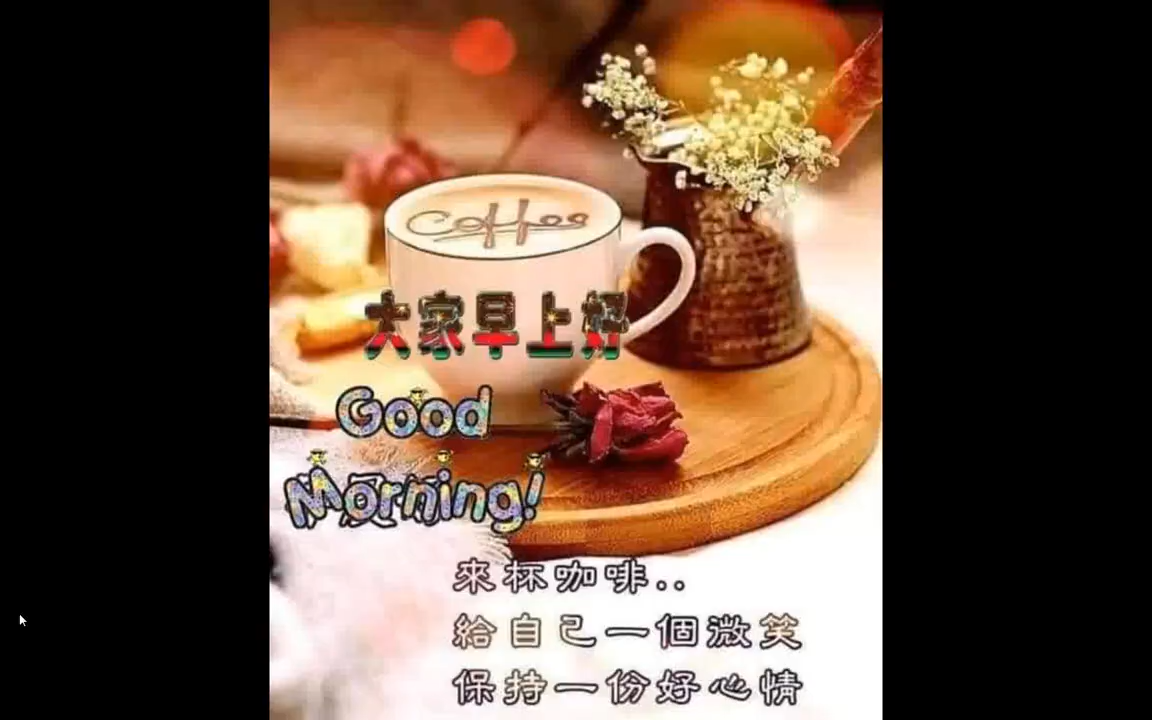 Coffee
大家早上好
Good
Morning!
來杯咖啡..
給自己一個微笑
保持一份好心情